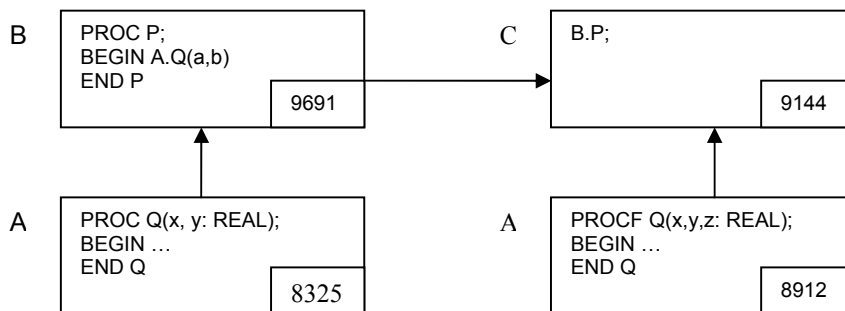 B
PROC P;
BEGIN A.Q(a,b)
END P
9691
C
B.P;
9144
A
PROC Q(x, y: REAL);
BEGIN …
END Q
8325
A
PROCF Q(x,y,z: REAL);
BEGIN …
END Q
8912